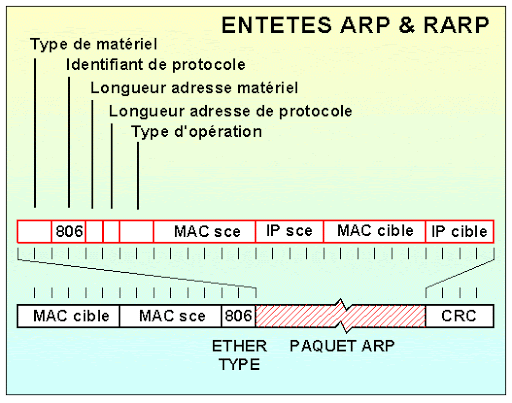 ENTETES ARP & RARP
Type de matériel
Identifiant de protocole
Longueur adresse matériel
Longueur adresse de protocole
Type d'opération
806 MAC sce IP sce MAC cible IP cible
MAC cible MAC sce 806 CRC
ETHER TYPE PAQUET ARP